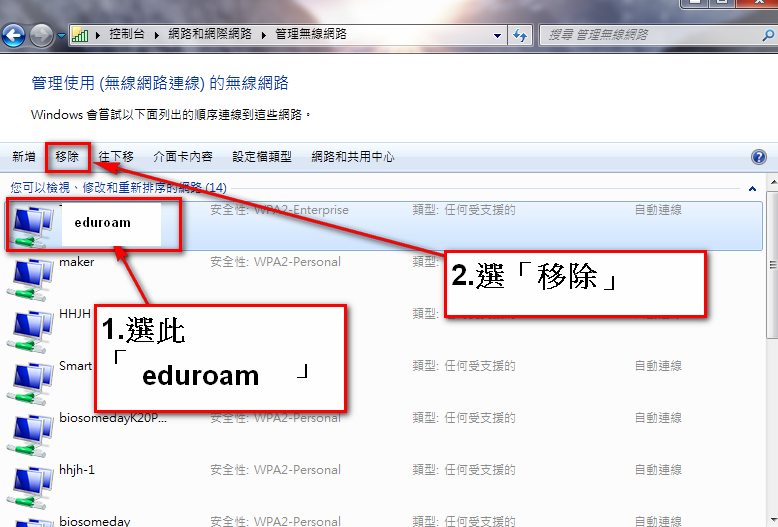 控制台 ▸ 網路和網際網路 ▸ 管理無線網路
搜尋 管理無線網路
管理使用 (無線網路連線) 的無線網路
Windows 會嘗試以下面列出的順序連線到這些網路。
新增 移除 往下移 介面卡內容 設定檔類型 網路和共用中心
您可以檢視、修改和重新排序的網路 (14)
eduroam 安全性: WPA2-Enterprise 類型: 任何受支援的 自動連線
maker 安全性: WPA2-Personal 類型:
2.選「移除」
HHJH 類型: 任何受支援的 自動連線
1.選此
「 eduroam 」
Smart 類型: 任何受支援的 自動連線
biosomedayK20P... 安全性: WPA2-Personal 類型: 任何受支援的 自動連線
hhjh-1 安全性: WPA2-Personal 類型: 任何受支援的 自動連線
biosomeday 安全性: WPA2-Personal 類型: 任何受支援的 自動連線